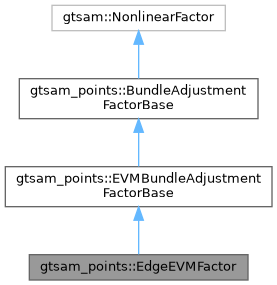 gtsam::NonlinearFactor
gtsam_points::BundleAdjustment
FactorBase
gtsam_points::EVMBundleAdjustment
FactorBase
gtsam_points::EdgeEVMFactor